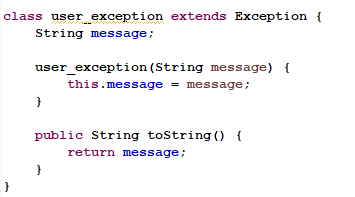 class user_exception extends Exception {
    String message;

    user_exception(String message) {
        this.message = message;
    }

    public String toString() {
        return message;
    }
}